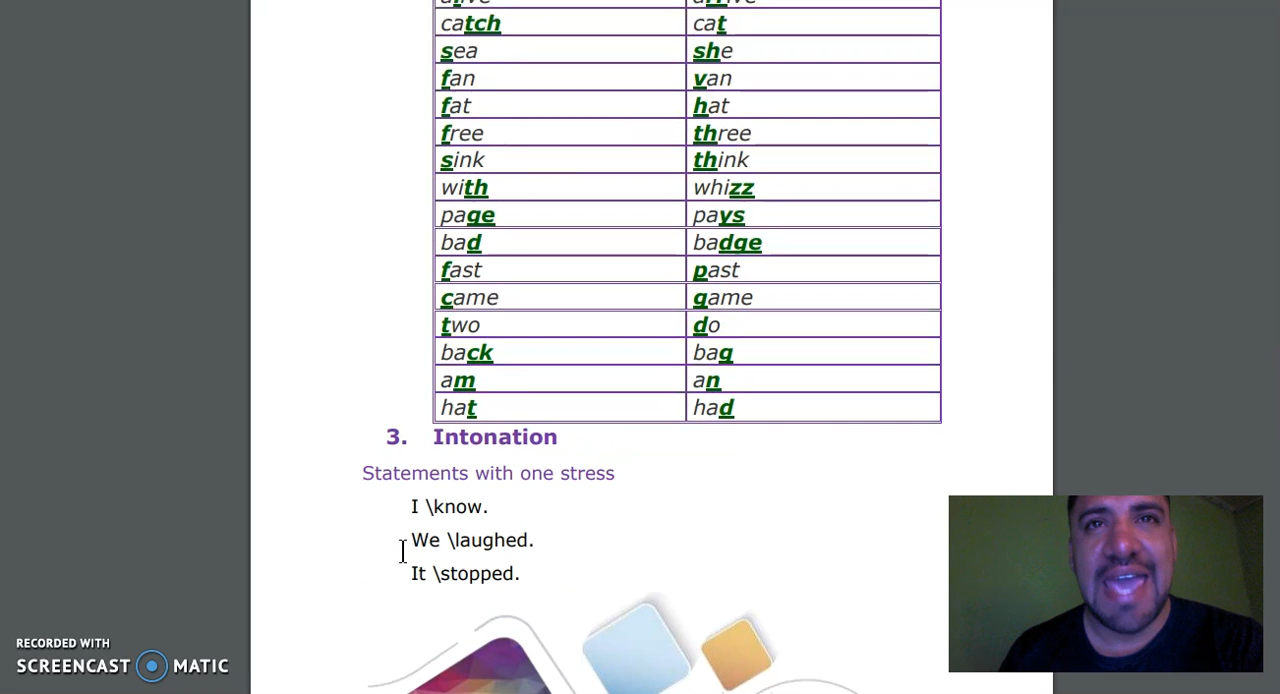 alive arrive
catch cat
sea she
fan van
fat hat
free three
sink think
with whizz
page pays
bad badge
fast past
came game
two do
back bag
am an
hat had
3. Intonation
Statements with one stress
I \know.
We \laughed.
It \stopped.
RECORDED WITH
SCREENCAST MATIC